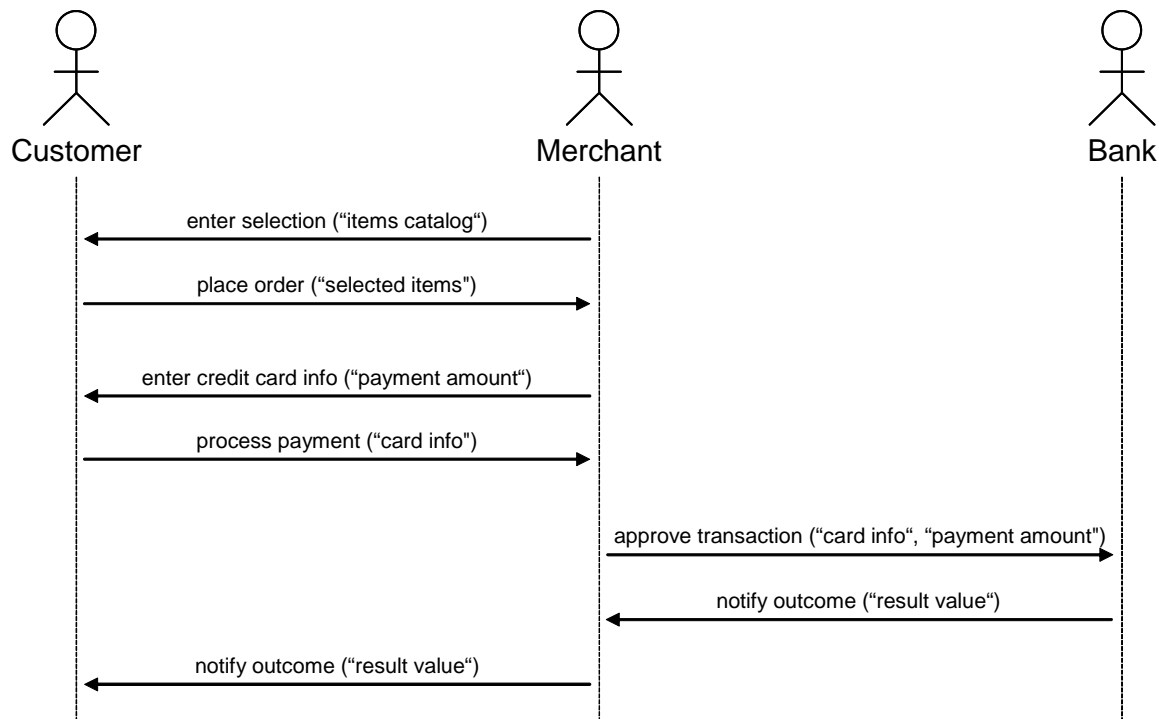 Customer
Merchant
Bank
enter selection (“items catalog“)
place order (“selected items")
enter credit card info (“payment amount“)
process payment (“card info")
approve transaction (“card info“, “payment amount")
notify outcome (“result value“)
notify outcome (“result value“)